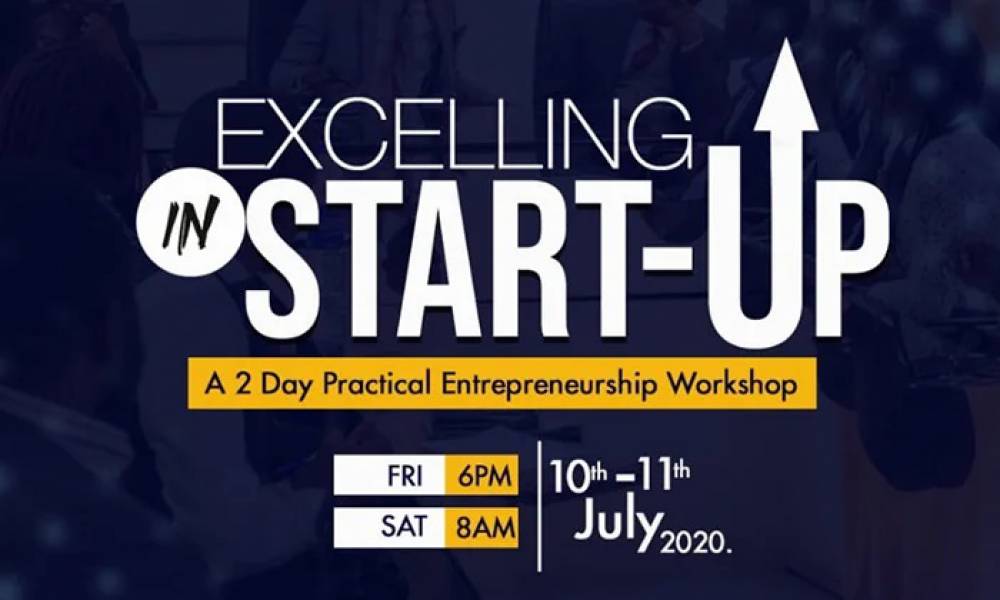 EXCELLING
IN START-UP
A 2 Day Practical Entrepreneurship Workshop
FRI 6PM
SAT 8AM
10th - 11th
July 2020.